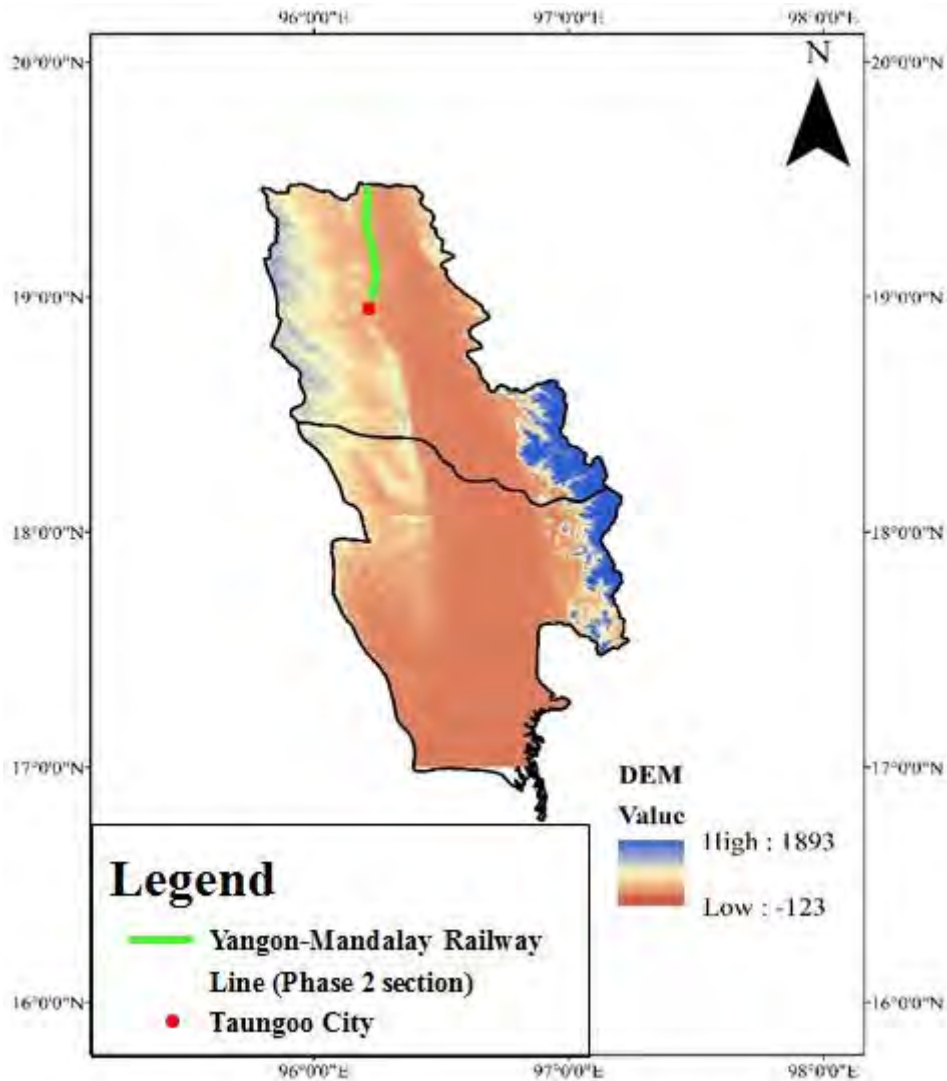 96°0'0"E 97°0'0"E 98°0'0"E
N
20°0'0"N 20°0'0"N
19°0'0"N 19°0'0"N
18°0'0"N 18°0'0"N
17°0'0"N 17°0'0"N
DEM
Value
High : 1893
Low : -123
Legend
Yangon-Mandalay Railway
Line (Phase 2 section)
Taungoo City
16°0'0"N 16°0'0"N
96°0'0"E 97°0'0"E 98°0'0"E